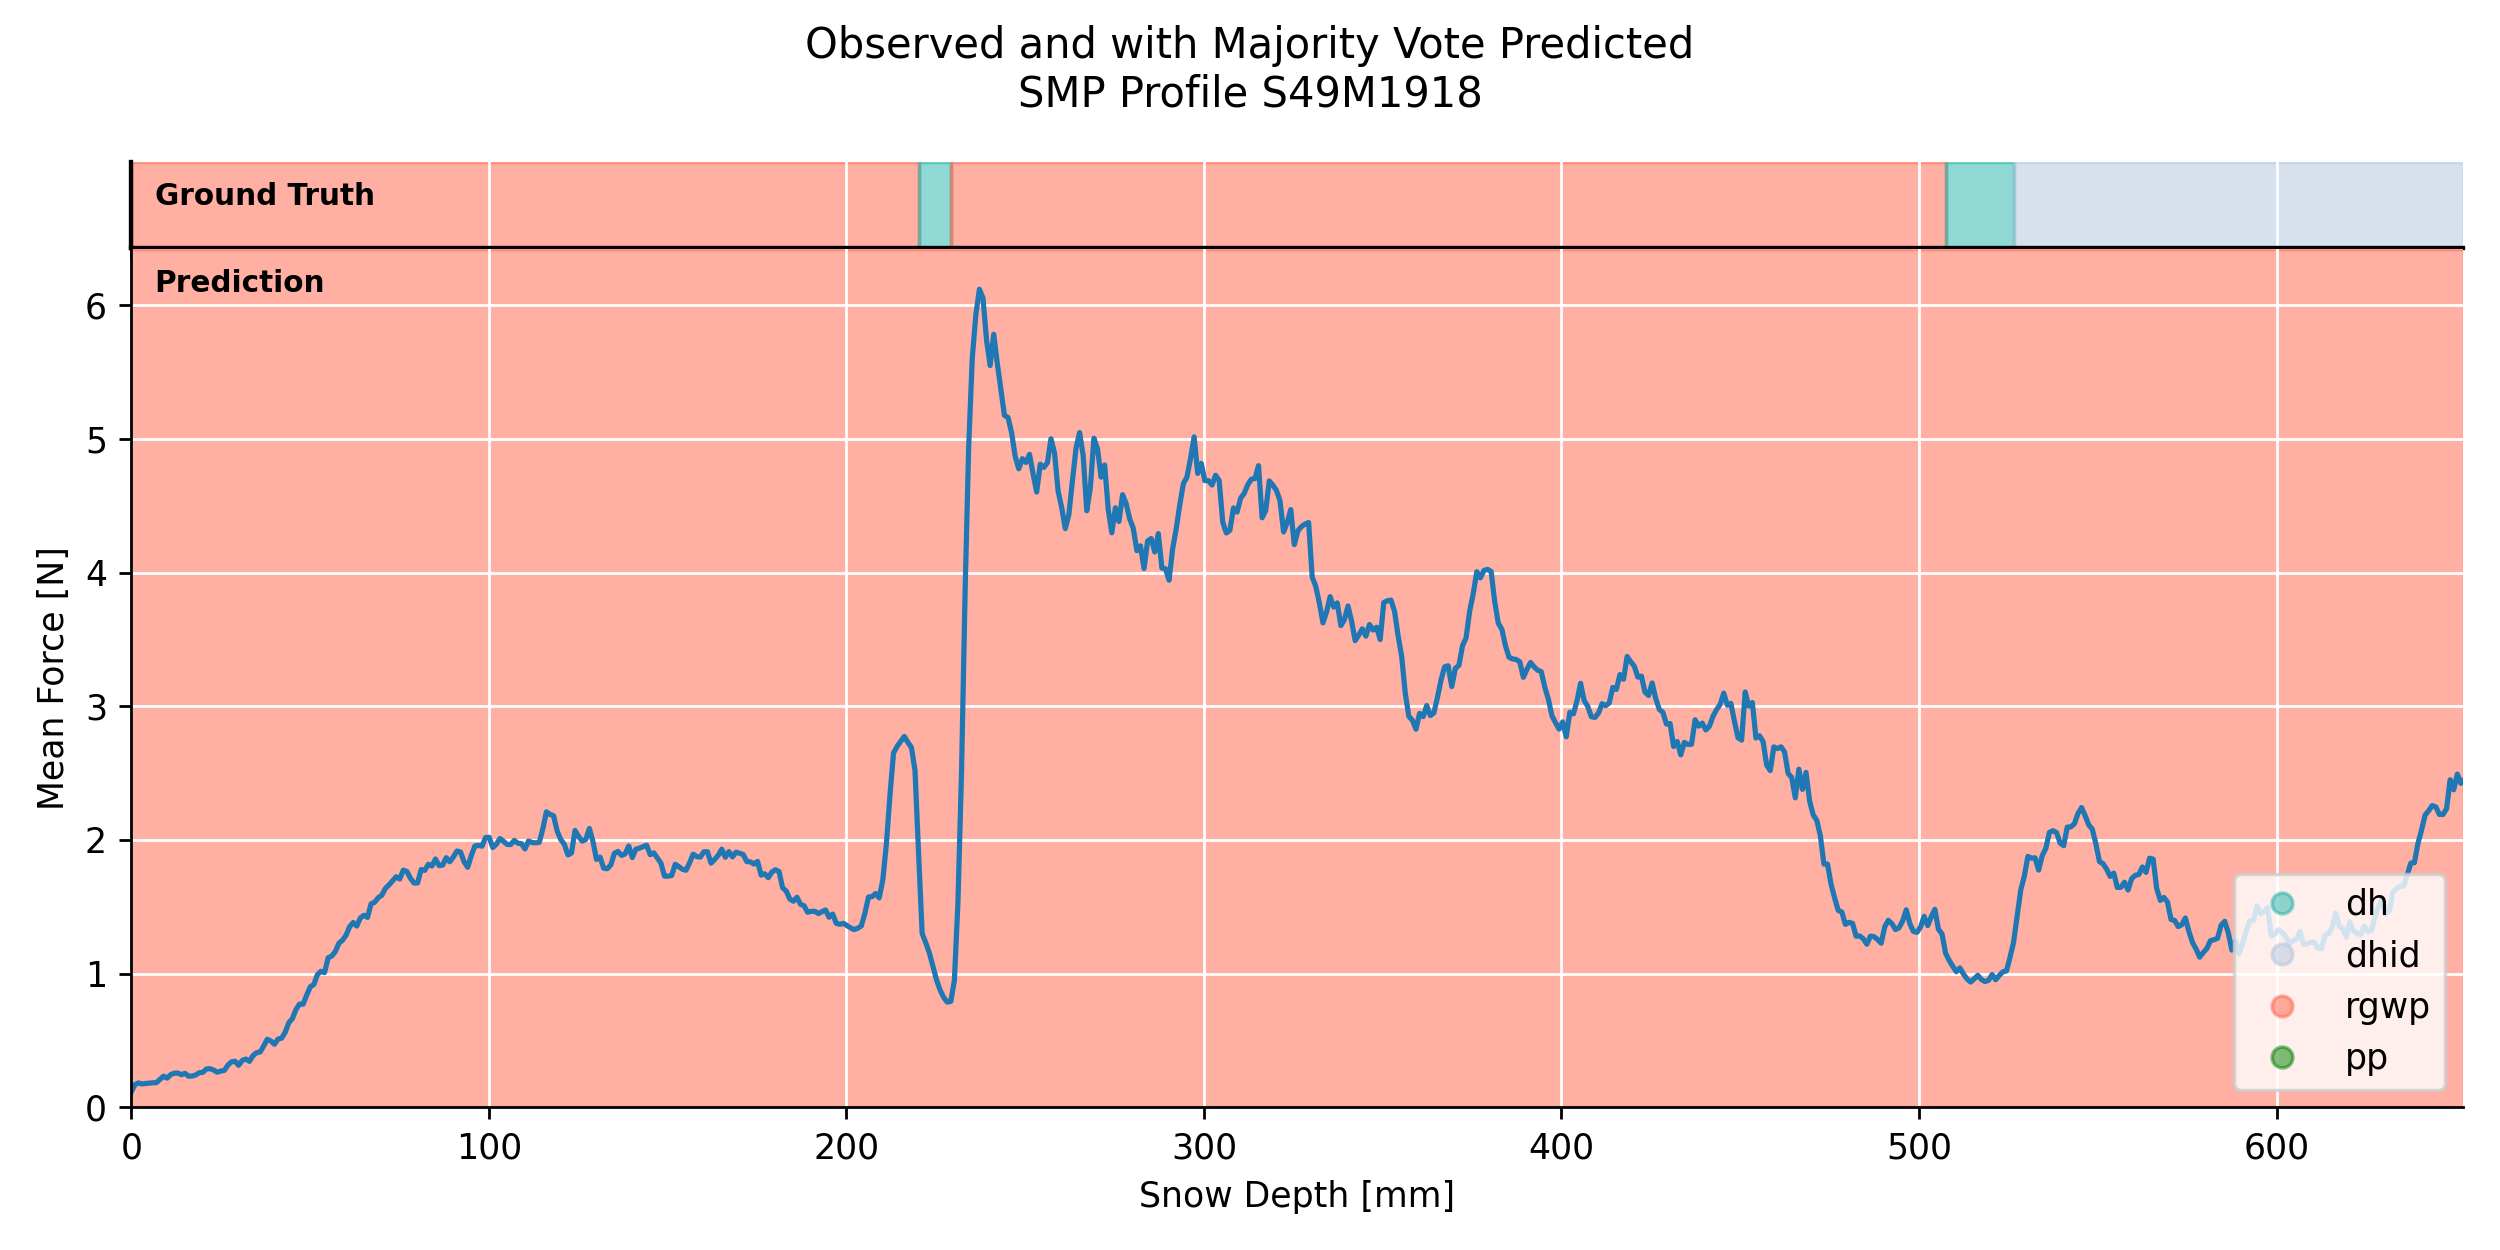 Observed and with Majority Vote Predicted
SMP Profile S49M1918
Ground Truth
Prediction
6
5
4
3
2
1
0
Mean Force [N]
0 100 200 300 400 500 600
Snow Depth [mm]
dh
dhid
rgwp
pp